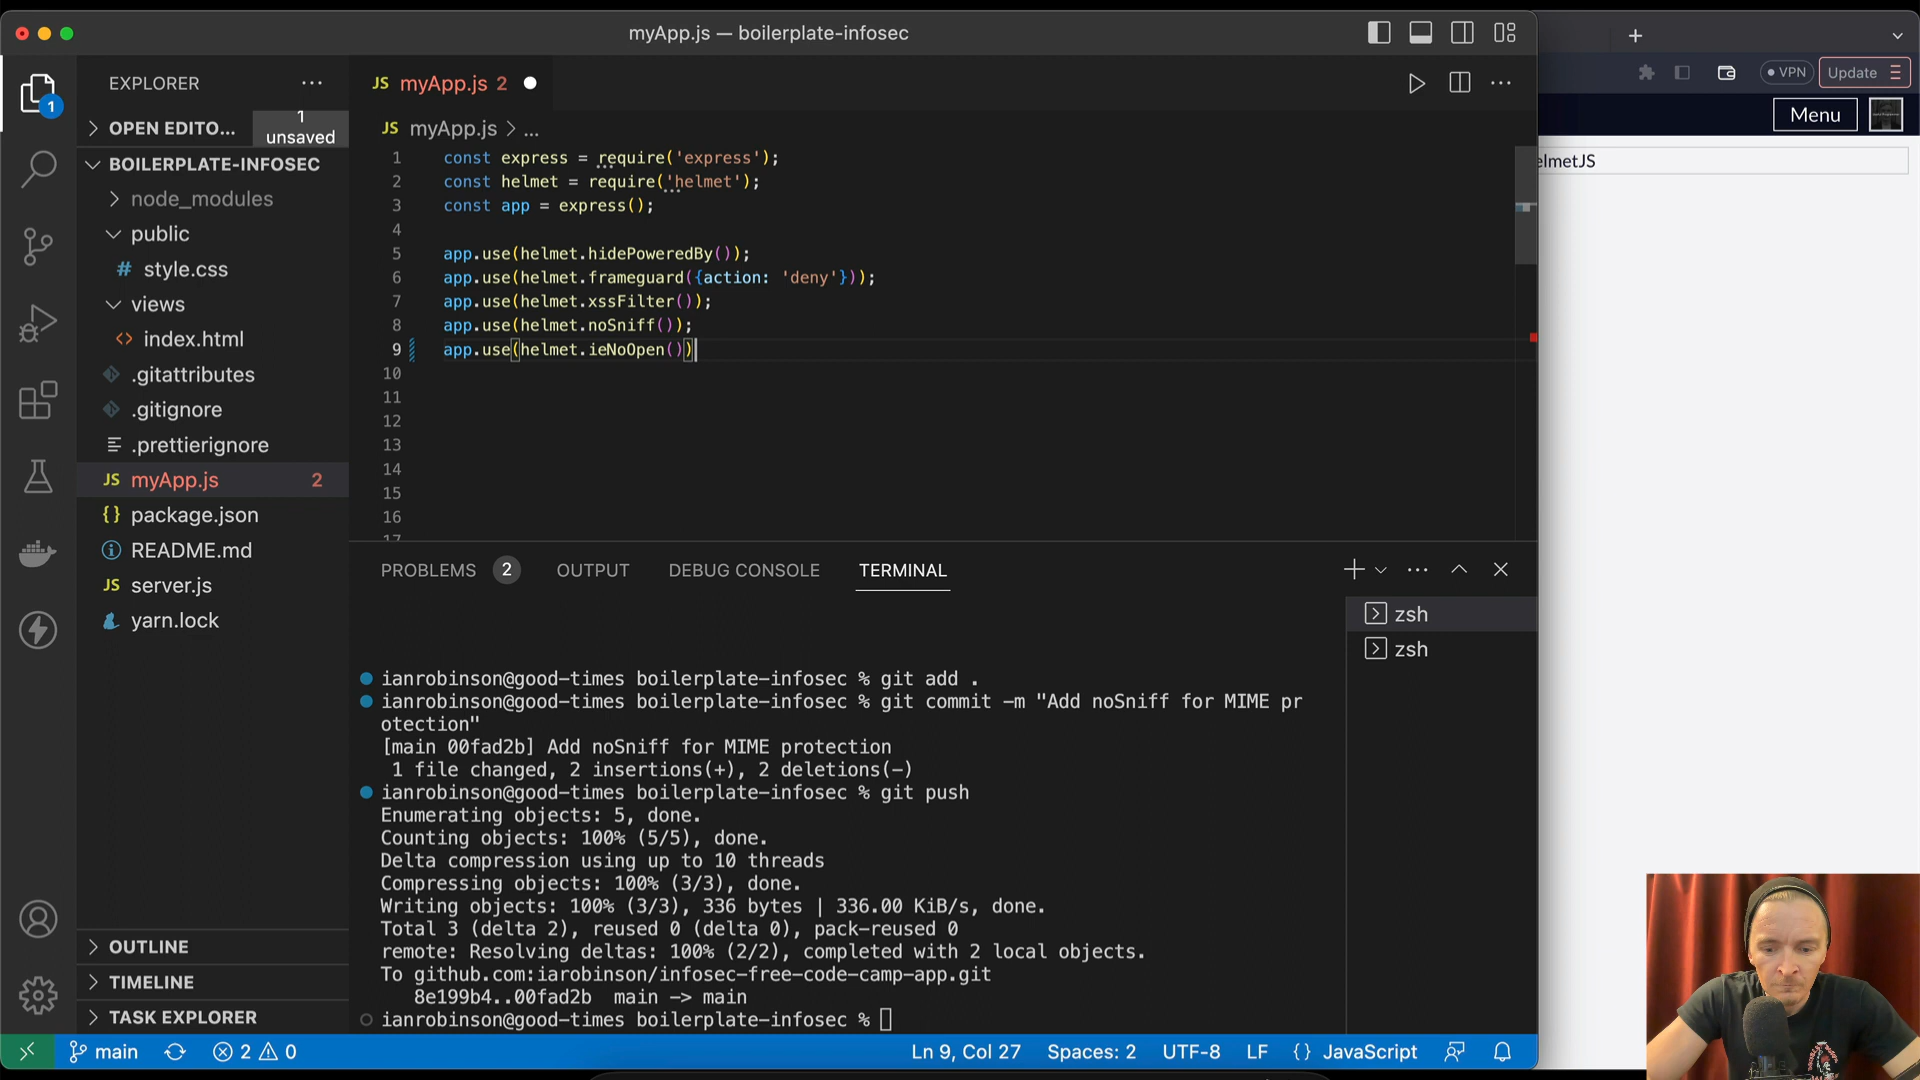 myApp.js — boilerplate-infosec
EXPLORER
OPEN EDITO...
1
unsaved
BOILERPLATE-INFOSEC
node_modules
public
# style.css
views
<> index.html
.gitattributes
.gitignore
.prettierignore
JS myApp.js 2
{} package.json
README.md
JS server.js
yarn.lock
OUTLINE
TIMELINE
TASK EXPLORER
1
JS myApp.js 2
JS myApp.js > ...
1 const express = require('express');
2 const helmet = require('helmet');
3 const app = express();
4
5 app.use(helmet.hidePoweredBy());
6 app.use(helmet.frameguard({action: 'deny'}));
7 app.use(helmet.xssFilter());
8 app.use(helmet.noSniff());
9 app.use(helmet.ieNoOpen())
10
11
12
13
14
15
16
17
PROBLEMS 2 OUTPUT DEBUG CONSOLE TERMINAL
zsh
zsh
ianrobinson@good-times boilerplate-infosec % git add .
ianrobinson@good-times boilerplate-infosec % git commit -m "Add noSniff for MIME pr
otection"
[main 00fad2b] Add noSniff for MIME protection
1 file changed, 2 insertions(+), 2 deletions(-)
ianrobinson@good-times boilerplate-infosec % git push
Enumerating objects: 5, done.
Counting objects: 100% (5/5), done.
Delta compression using up to 10 threads
Compressing objects: 100% (3/3), done.
Writing objects: 100% (3/3), 336 bytes | 336.00 KiB/s, done.
Total 3 (delta 2), reused 0 (delta 0), pack-reused 0
remote: Resolving deltas: 100% (2/2), completed with 2 local objects.
To github.com:iarobinson/infosec-free-code-camp-app.git
8e199b4..00fad2b main -> main
ianrobinson@good-times boilerplate-infosec %
main 2 0 Ln 9, Col 27 Spaces: 2 UTF-8 LF {} JavaScript
VPN Update
Menu
elmetJS